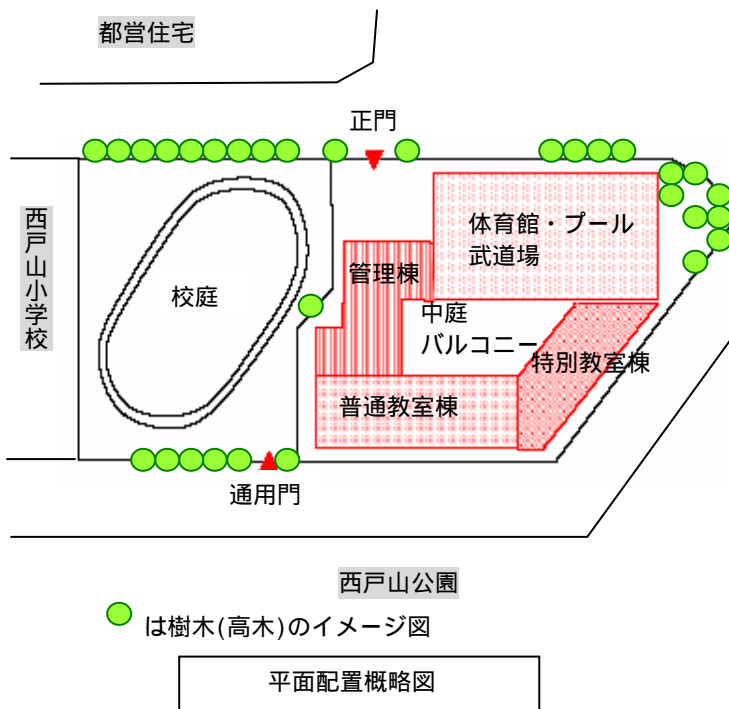 都営住宅
正門
西戸山小学校
体育館・プール
武道場
管理棟
校庭
中庭
バルコニー
特別教室棟
普通教室棟
通用門
西戸山公園
は樹木(高木)のイメージ図
平面配置概略図